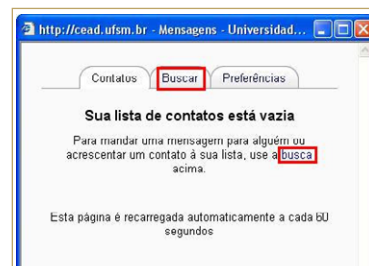 http://cead.ufsm.br - Mensagens - Universidad...
Contatos Buscar Preferências
Sua lista de contatos está vazia
Para mandar uma mensagem para alguém ou
acrescentar um contato à sua lista, use a busca
acima.
Esta página é recarregada automaticamente a cada 60
segundos